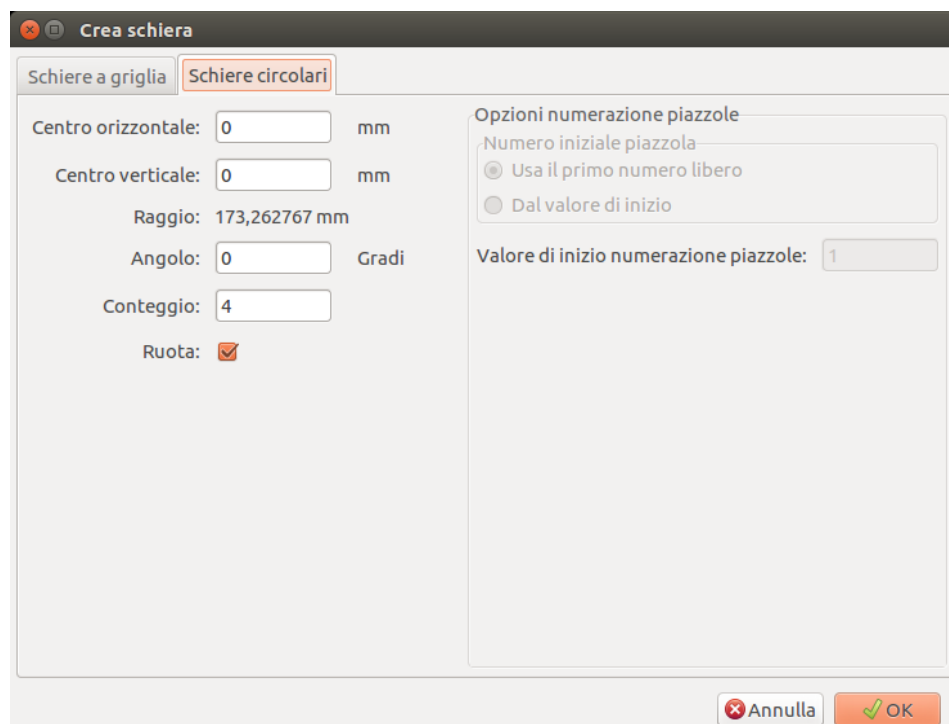 Crea schiera
Schiere a griglia
Schiere circolari
Centro orizzontale: 0 mm
Centro verticale: 0 mm
Raggio: 173,262767 mm
Angolo: 0 Gradi
Conteggio: 4
Ruota:
Opzioni numerazione piazzole
Numero iniziale piazzola
Usa il primo numero libero
Dal valore di inizio
Valore di inizio numerazione piazzole: 1
Annulla
OK